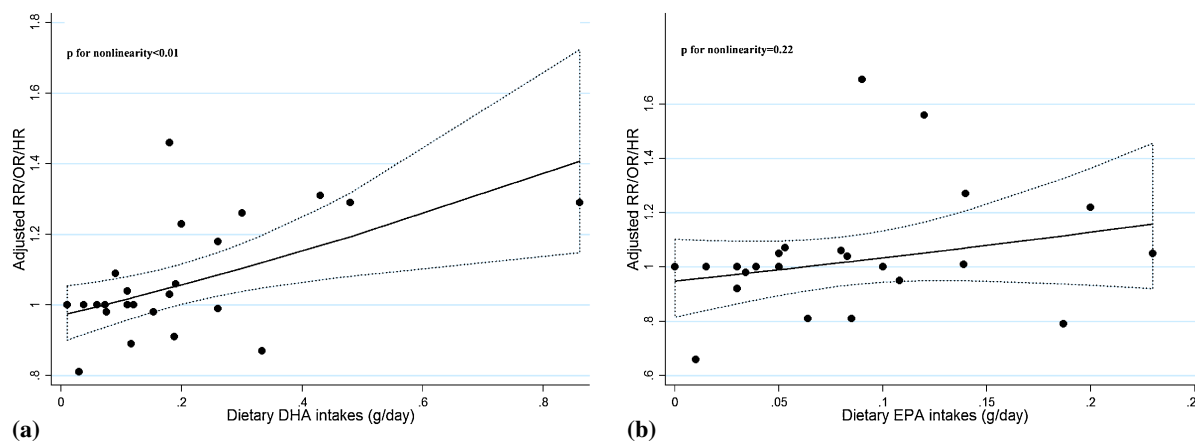 p for nonlinearity<0.01
Adjusted RR/OR/HR
1.8
1.6
1.4
1.2
1
.8
0
.2
.4
.6
.8
Dietary DHA intakes (g/day)
(a)
p for nonlinearity=0.22
Adjusted RR/OR/HR
1.6
1.4
1.2
1
.8
.6
0
.05
.1
.15
.2
Dietary EPA intakes (g/day)
(b)